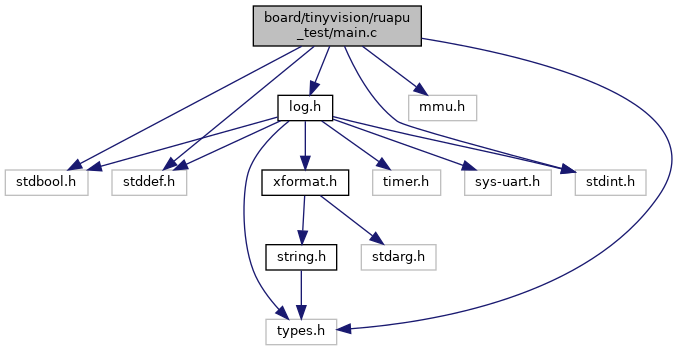 board/tinyvision/ruapu
_test/main.c
log.h
mmu.h
stdbool.h
stddef.h
xformat.h
timer.h
sys-uart.h
stdint.h
string.h
stdarg.h
types.h